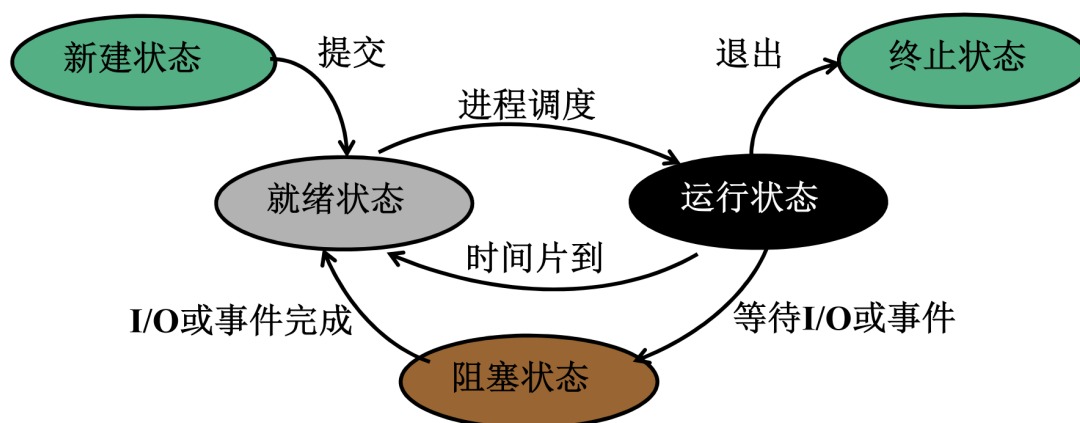 新建状态
提交
退出
终止状态
进程调度
就绪状态
运行状态
时间片到
I/O或事件完成
等待I/O或事件
阻塞状态